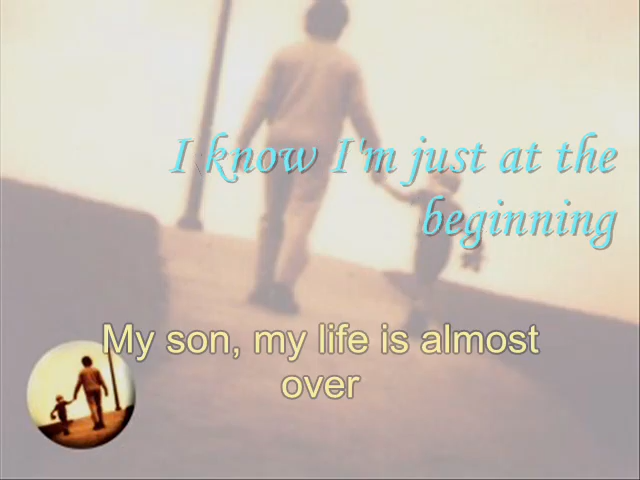 I know I'm just at the
beginning
My son, my life is almost
over